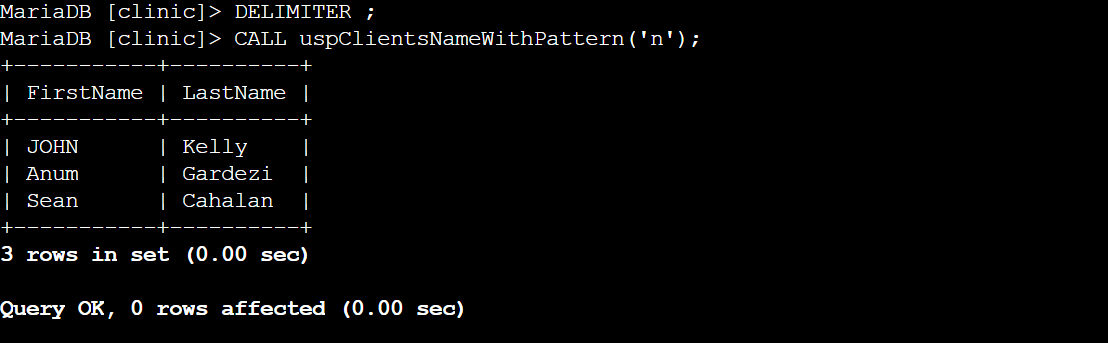 MariaDB [clinic]> DELIMITER ;
MariaDB [clinic]> CALL uspClientsNameWithPattern('n');
+-----------+----------+
| FirstName | LastName |
+-----------+----------+
| JOHN      | Kelly    |
| Anum      | Gardezi  |
| Sean      | Cahalan  |
+-----------+----------+
3 rows in set (0.00 sec)

Query OK, 0 rows affected (0.00 sec)